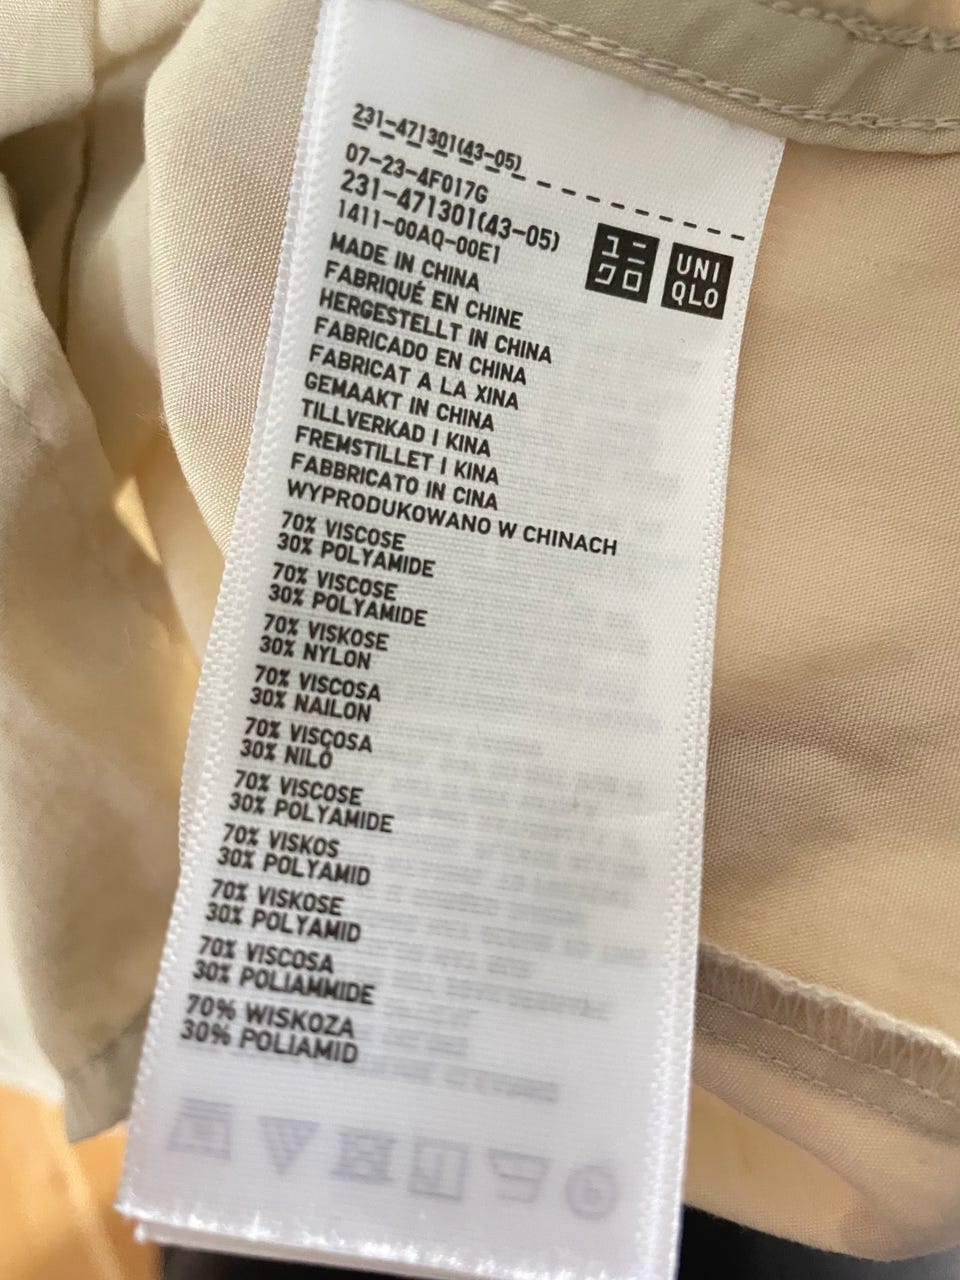 231-471301(43-05)
07-23-4F017G
231-471301(43-05)
1411-00AQ-00E1
ユニ
クロ
UNI
QLO
MADE IN CHINA
FABRIQUÉ EN CHINE
HERGESTELLT IN CHINA
FABRICADO EN CHINA
FABRICAT A LA XINA
GEMAAKT IN CHINA
TILLVERKAD I KINA
FREMSTILLET I KINA
FABBRICATO IN CINA
WYPRODUKOWANO W CHINACH
70% VISCOSE
30% POLYAMIDE
70% VISCOSE
30% POLYAMIDE
70% VISKOSE
30% NYLON
70% VISCOSA
30% NAILON
70% VISCOSA
30% NILÓ
70% VISCOSE
30% POLYAMIDE
70% VISKOS
30% POLYAMID
70% VISKOSE
30% POLYAMID
70% VISCOSA
30% POLIAMMIDE
70% WISKOZA
30% POLIAMID